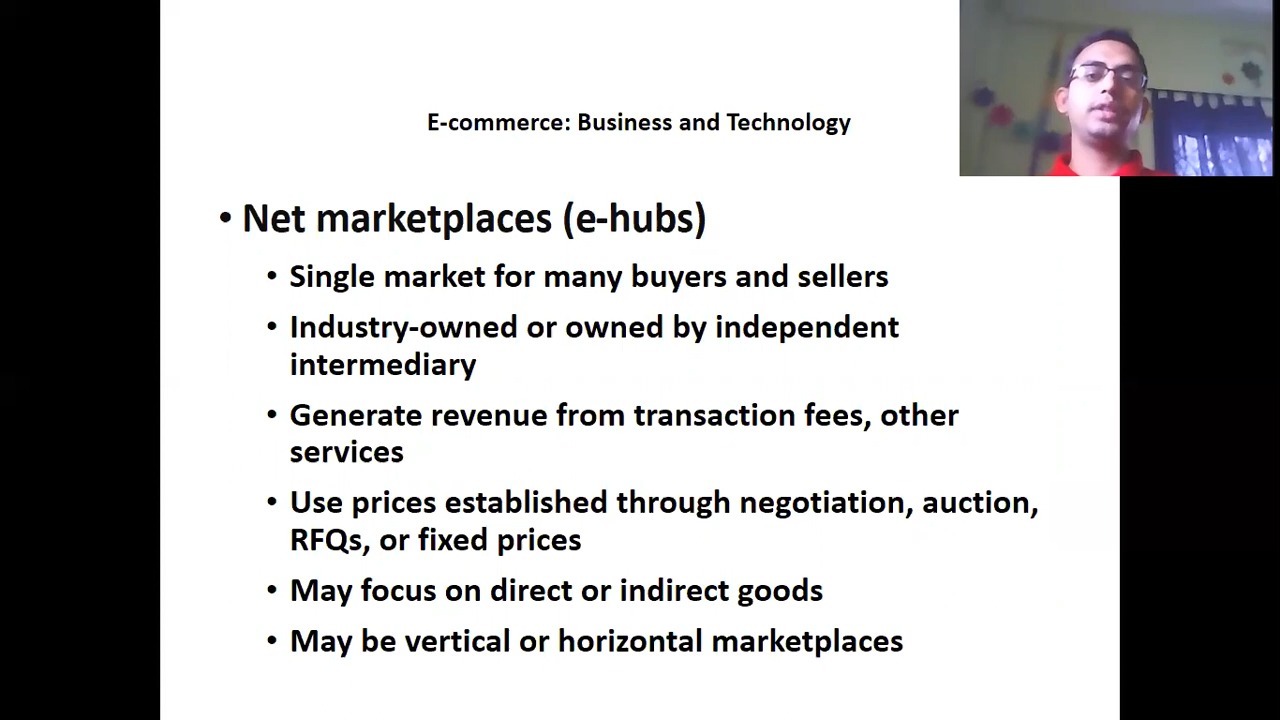 E-commerce: Business and Technology
• Net marketplaces (e-hubs)
• Single market for many buyers and sellers
• Industry-owned or owned by independent
intermediary
• Generate revenue from transaction fees, other
services
• Use prices established through negotiation, auction,
RFQs, or fixed prices
• May focus on direct or indirect goods
• May be vertical or horizontal marketplaces